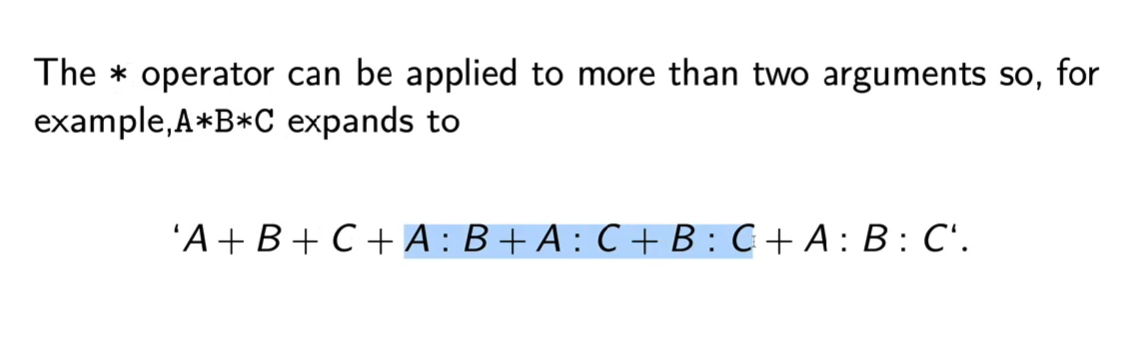 The * operator can be applied to more than two arguments so, for
example,A*B*C expands to
‘A + B + C + A : B + A : C + B : C + A : B : C‘.